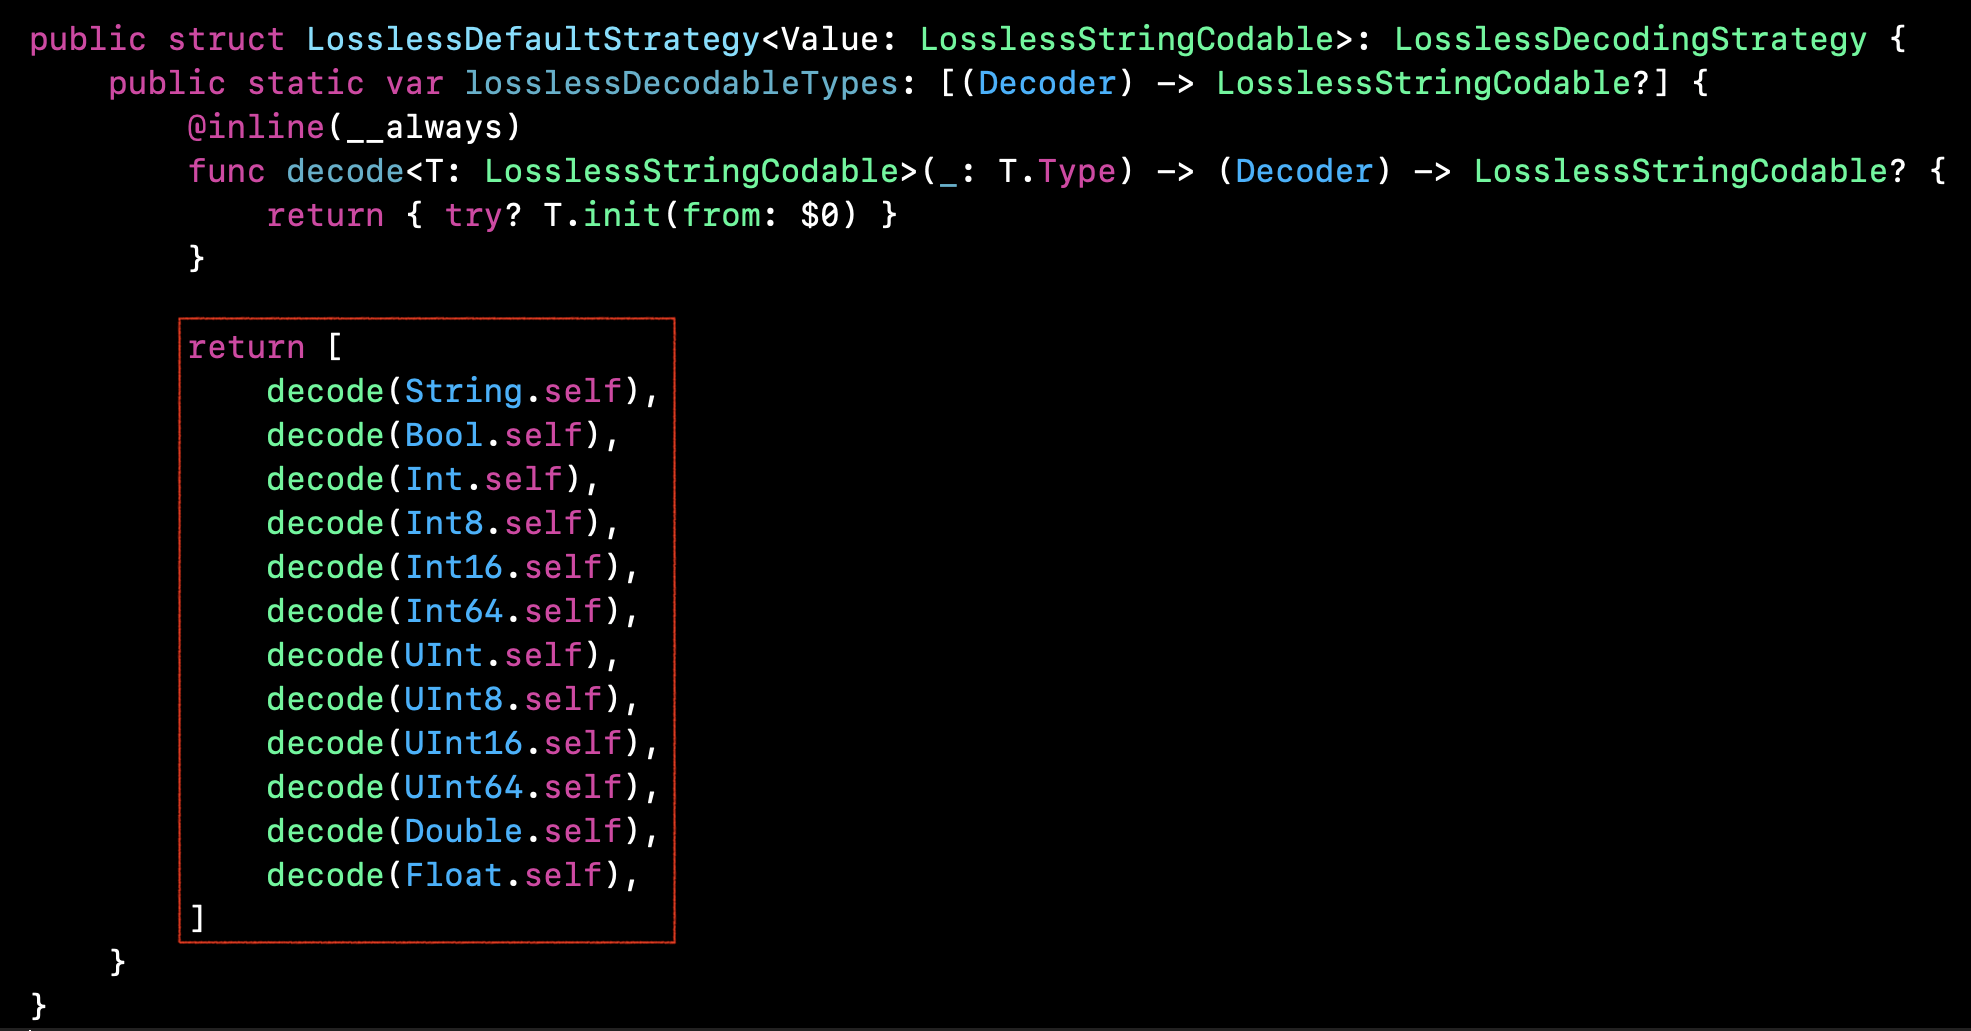 public struct LosslessDefaultStrategy<Value: LosslessStringCodable>: LosslessDecodingStrategy {
    public static var losslessDecodableTypes: [(Decoder) -> LosslessStringCodable?] {
        @inline(__always)
        func decode<T: LosslessStringCodable>(_: T.Type) -> (Decoder) -> LosslessStringCodable? {
            return { try? T.init(from: $0) }
        }

        return [
            decode(String.self),
            decode(Bool.self),
            decode(Int.self),
            decode(Int8.self),
            decode(Int16.self),
            decode(Int64.self),
            decode(UInt.self),
            decode(UInt8.self),
            decode(UInt16.self),
            decode(UInt64.self),
            decode(Double.self),
            decode(Float.self),
        ]
    }
}